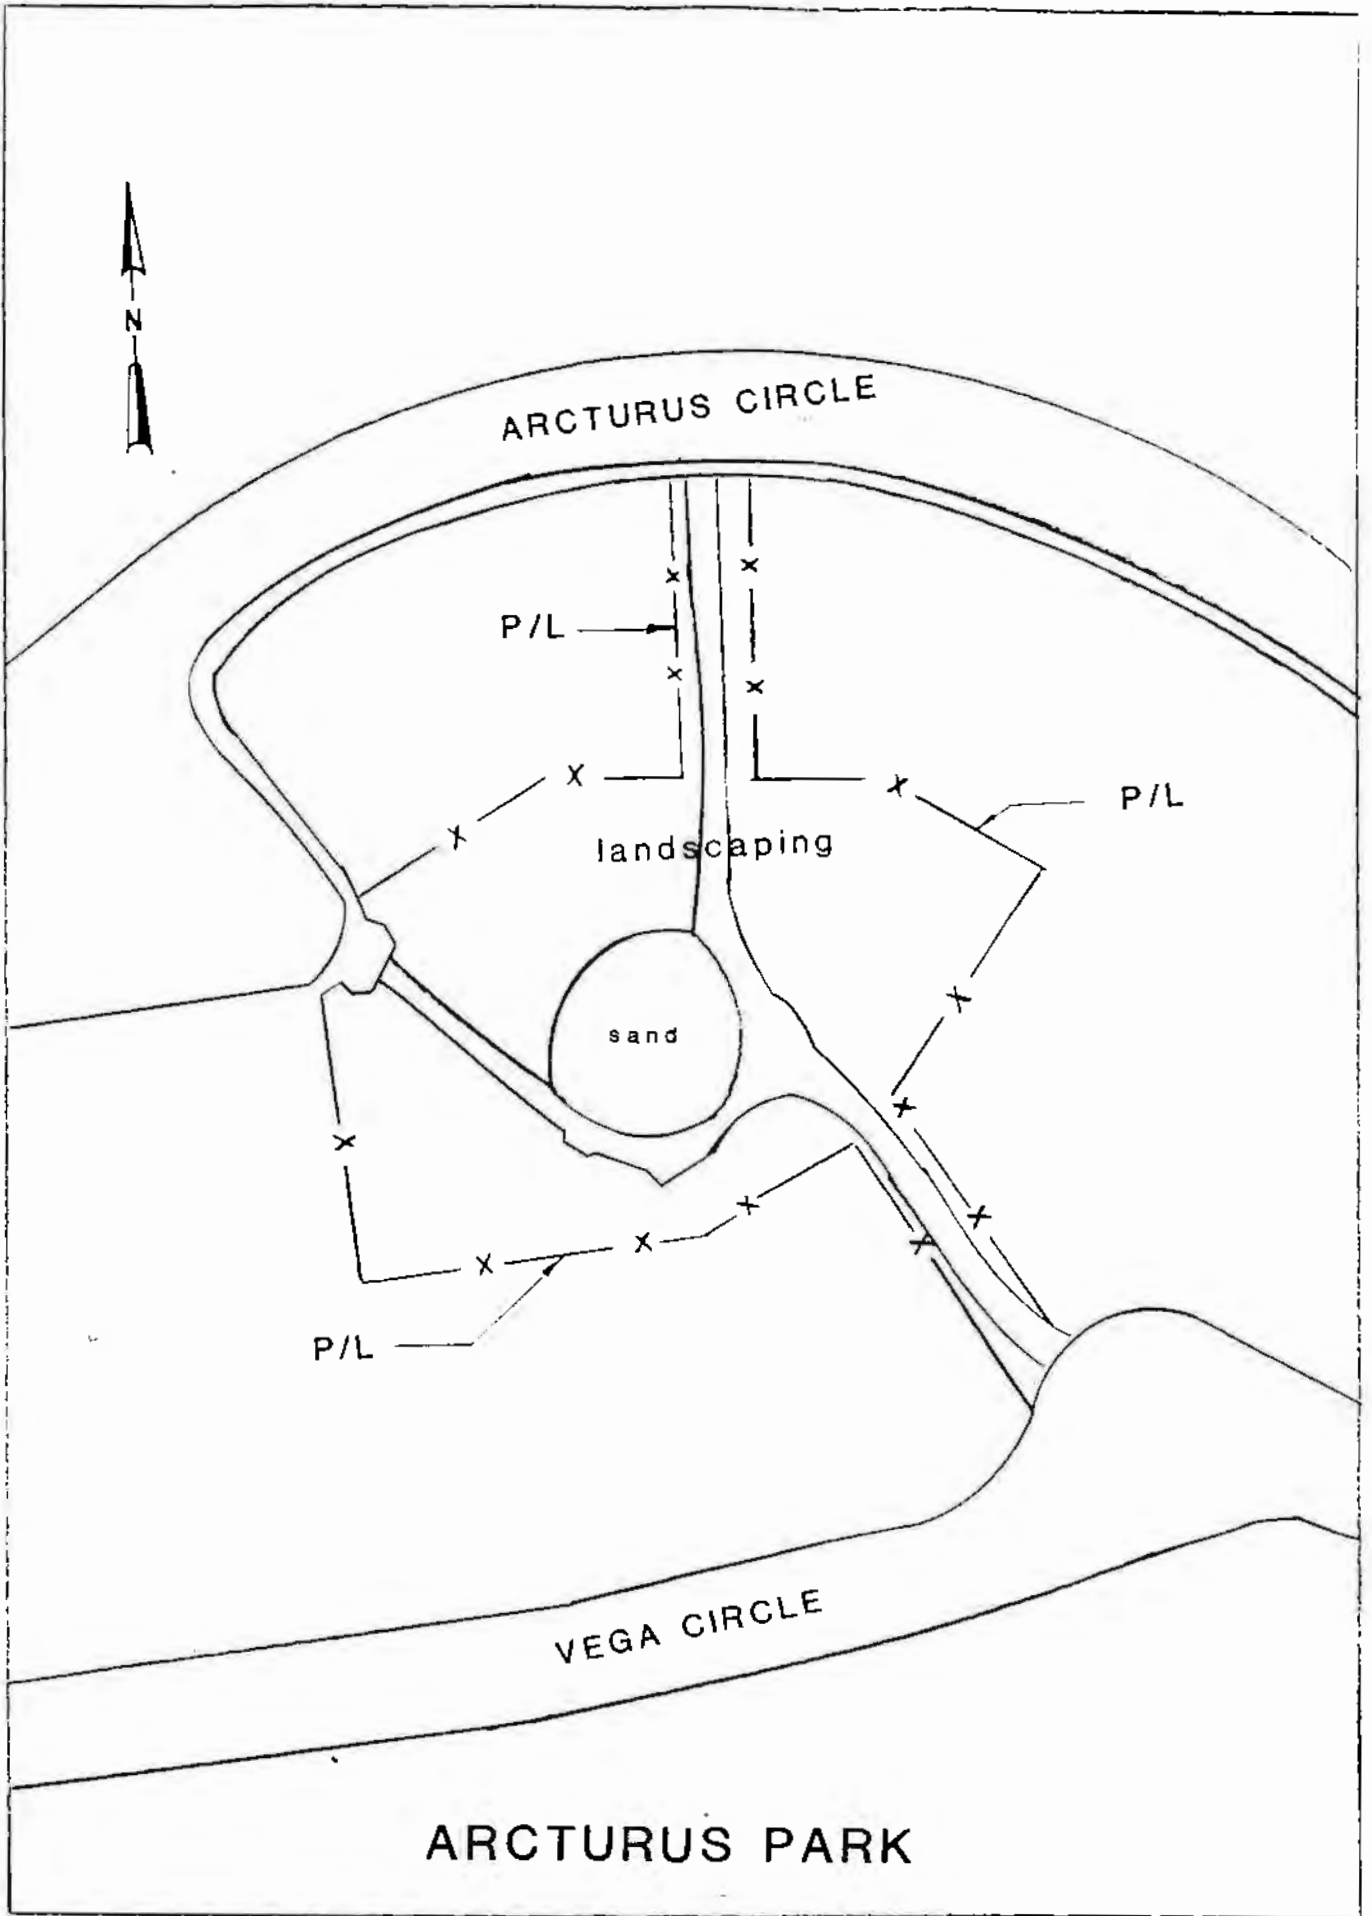 N
ARCTURUS CIRCLE
P/L
P/L
landscaping
sand
P/L
VEGA CIRCLE
ARCTURUS PARK